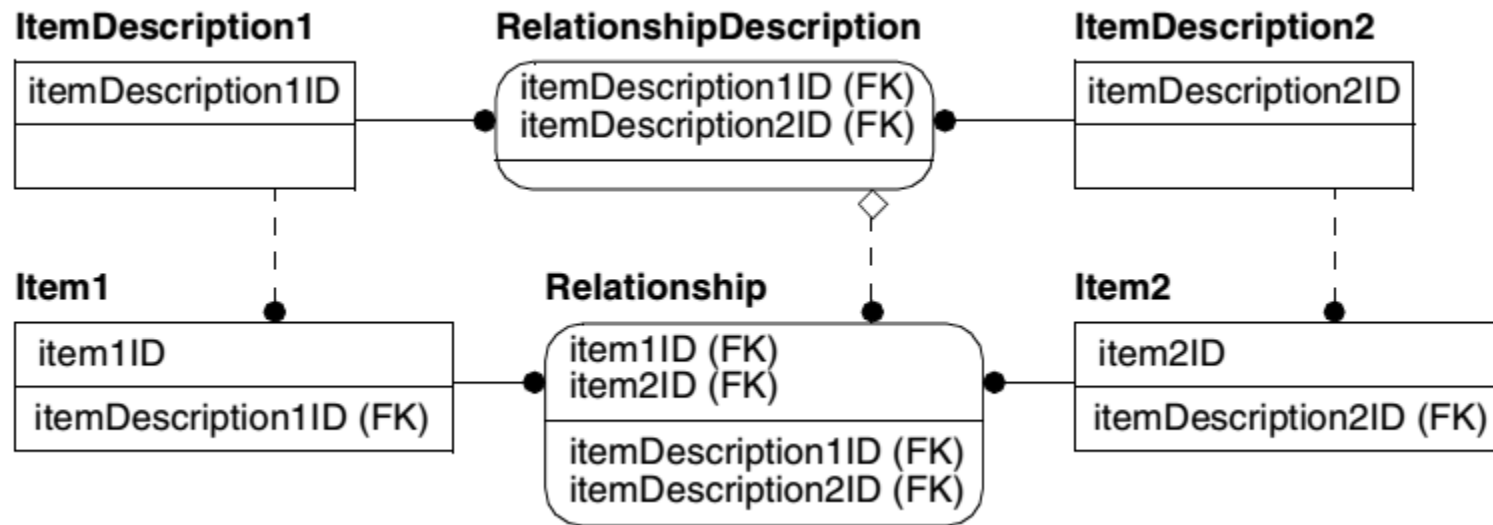 ItemDescription1
itemDescription1ID
RelationshipDescription
itemDescription1ID (FK)
itemDescription2ID (FK)
ItemDescription2
itemDescription2ID
Item1
item1ID
itemDescription1ID (FK)
Relationship
item1ID (FK)
item2ID (FK)
itemDescription1ID (FK)
itemDescription2ID (FK)
Item2
item2ID
itemDescription2ID (FK)